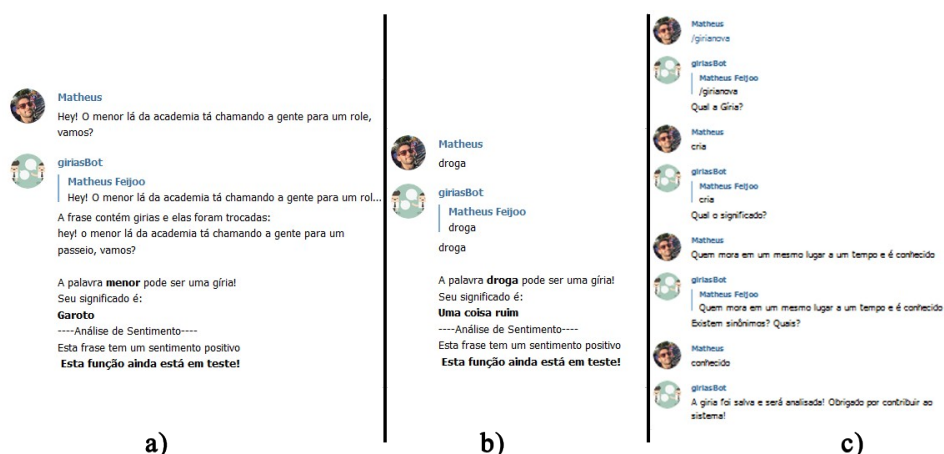 Matheus
Hey! O menor lá da academia tá chamando a gente para um role,
vamos?
giriasBot
Matheus Feijoo
Hey! O menor lá da academia tá chamando a gente para um rol...
A frase contém girias e elas foram trocadas:
hey! o menor lá da academia tá chamando a gente para um
passeio, vamos?
A palavra menor pode ser uma gíria!
Seu significado é:
Garoto
----Análise de Sentimento----
Esta frase tem um sentimento positivo
Esta função ainda está em teste!
a)
Matheus
droga
giriasBot
Matheus Feijoo
droga
droga
A palavra droga pode ser uma gíria!
Seu significado é:
Uma coisa ruim
----Análise de Sentimento----
Esta frase tem um sentimento positivo
Esta função ainda está em teste!
b)
Matheus
/girianova
giriasBot
Matheus Feijoo
/girianova
Qual a Gíria?
Matheus
cria
giriasBot
Matheus Feijoo
cria
Qual o significado?
Matheus
Quem mora em um mesmo lugar a um tempo e é conhecido
giriasBot
Matheus Feijoo
Quem mora em um mesmo lugar a um tempo e é conhecido
Existem sinônimos? Quais?
Matheus
conhecido
giriasBot
A giria foi salva e será analisada! Obrigado por contribuir ao
sistema!
c)